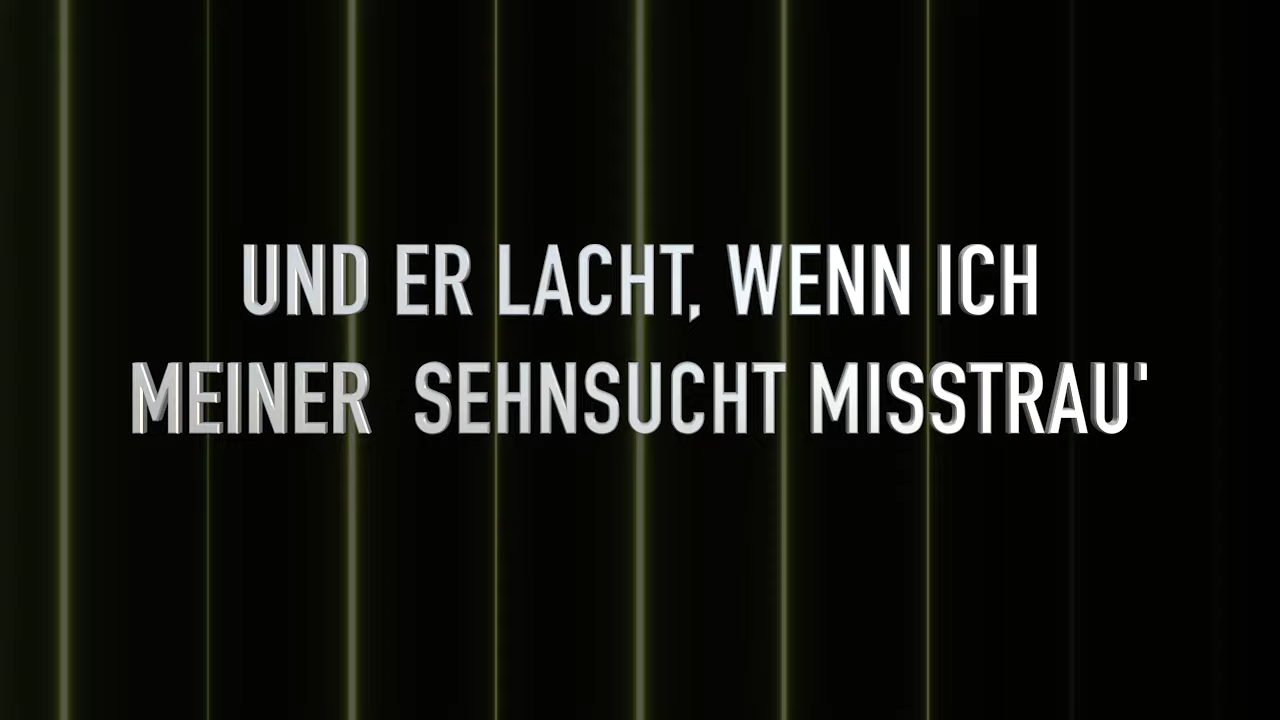 UND ER LACHT, WENN ICH
MEINER SEHNSUCHT MISSTRAU'